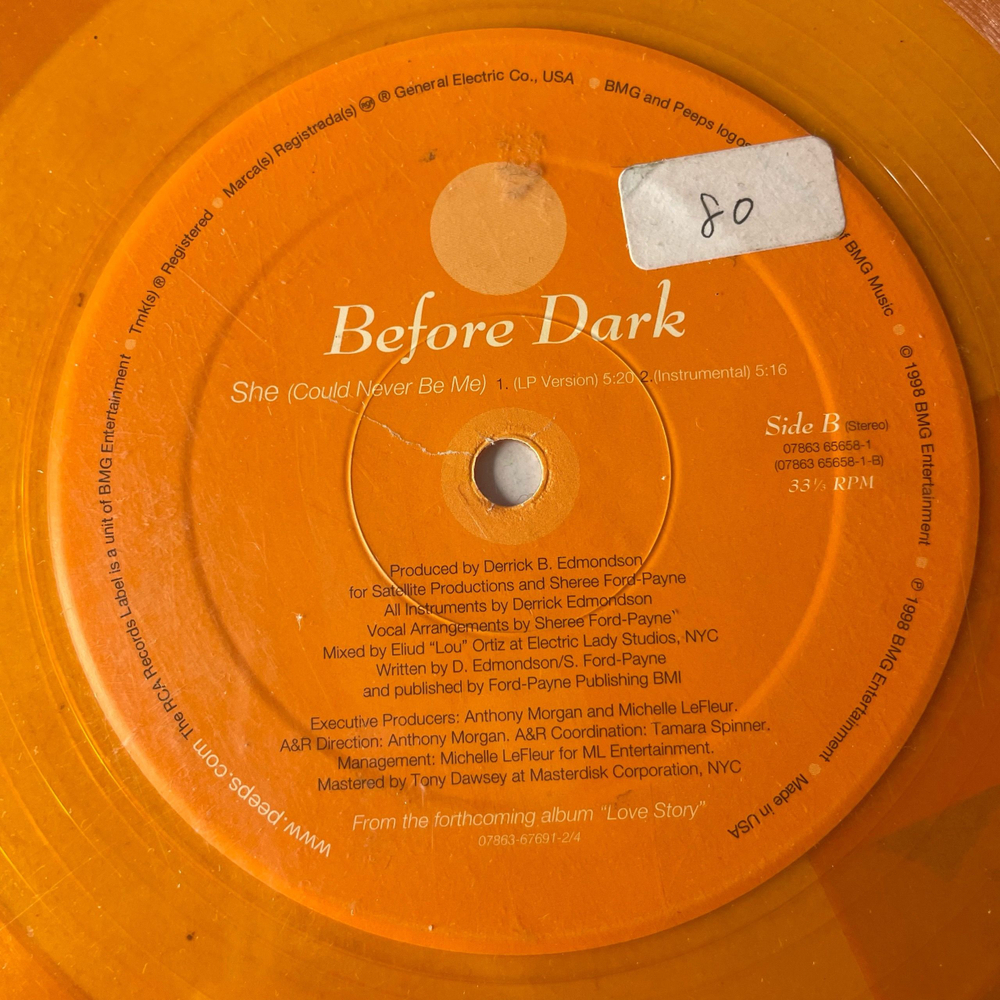 Marca(s) Registrada(s) RCA ® General Electric Co., USA • BMG and Peeps logos
80
Before Dark
She (Could Never Be Me) 1. (LP Version) 5:20 2. (Instrumental) 5:16
Side B (Stereo)
07863 65658-1
(07863 65658-1-B)
33⅓ RPM
Produced by Derrick B. Edmondson
for Satellite Productions and Sheree Ford-Payne
All Instruments by Derrick Edmondson
Vocal Arrangements by Sheree Ford-Payne"
Mixed by Eliud "Lou" Ortiz at Electric Lady Studios, NYC
Written by D. Edmondson/S. Ford-Payne
and published by Ford-Payne Publishing BMI
Executive Producers: Anthony Morgan and Michelle LeFleur.
A&R Direction: Anthony Morgan. A&R Coordination: Tamara Spinner.
Management: Michelle LeFleur for ML Entertainment.
Mastered by Tony Dawsey at Masterdisk Corporation, NYC
From the forthcoming album "Love Story"
07863-67691-2/4
www.peeps.com
The RCA Records Label is a unit of BMG Entertainment • Tmk(s) ® Registered •
of BMG Music • © 1998 BMG Entertainment • ℗ 1998 BMG Entertainment • Made in USA